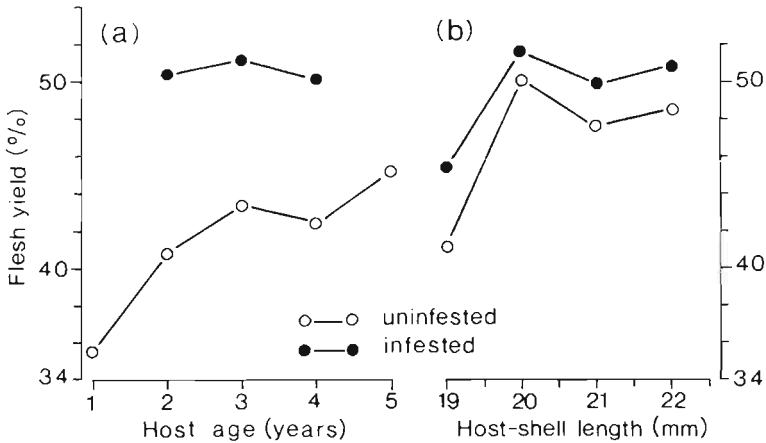 (a)
(b)
Flesh yield (%)
50
40
34
50
40
34
uninfested
infested
1 2 3 4 5
19 20 21 22
Host age (years)
Host-shell length (mm)